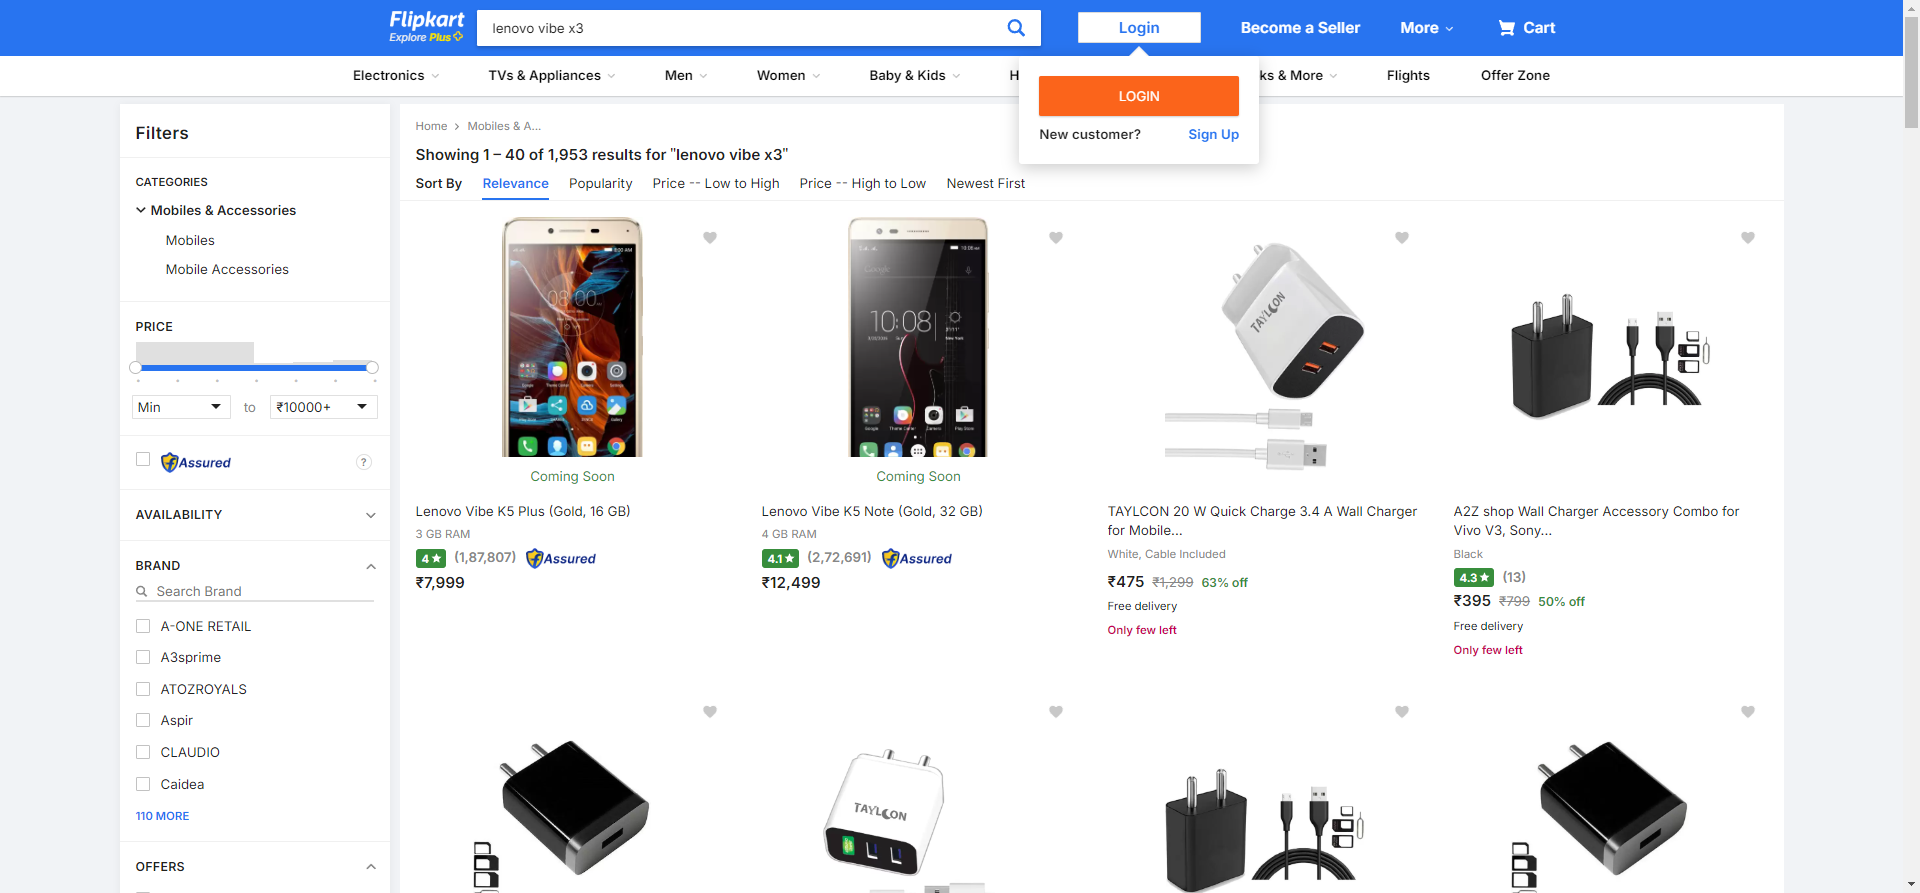 Flipkart
Explore Plus
lenovo vibe x3
Login
Become a Seller
More
Cart
Electronics
TVs & Appliances
Men
Women
Baby & Kids
H
ks & More
Flights
Offer Zone
LOGIN
New customer?
Sign Up
Filters
CATEGORIES
Mobiles & Accessories
Mobiles
Mobile Accessories
PRICE
Min
to
₹10000+
Assured
?
AVAILABILITY
BRAND
Search Brand
A-ONE RETAIL
A3sprime
ATOZROYALS
Aspir
CLAUDIO
Caidea
110 MORE
OFFERS
Home
Mobiles & A...
Showing 1 – 40 of 1,953 results for "lenovo vibe x3"
Sort By
Relevance
Popularity
Price -- Low to High
Price -- High to Low
Newest First
08:00
Coming Soon
Lenovo Vibe K5 Plus (Gold, 16 GB)
3 GB RAM
4
(1,87,807)
Assured
₹7,999
Google
10:08
Coming Soon
Lenovo Vibe K5 Note (Gold, 32 GB)
4 GB RAM
4.1
(2,72,691)
Assured
₹12,499
TAYLCON
TAYLCON 20 W Quick Charge 3.4 A Wall Charger
for Mobile...
White, Cable Included
₹475 ₹1,299 63% off
Free delivery
Only few left
A2Z shop Wall Charger Accessory Combo for
Vivo V3, Sony...
Black
4.3
(13)
₹395 ₹799 50% off
Free delivery
Only few left
TAYLCON